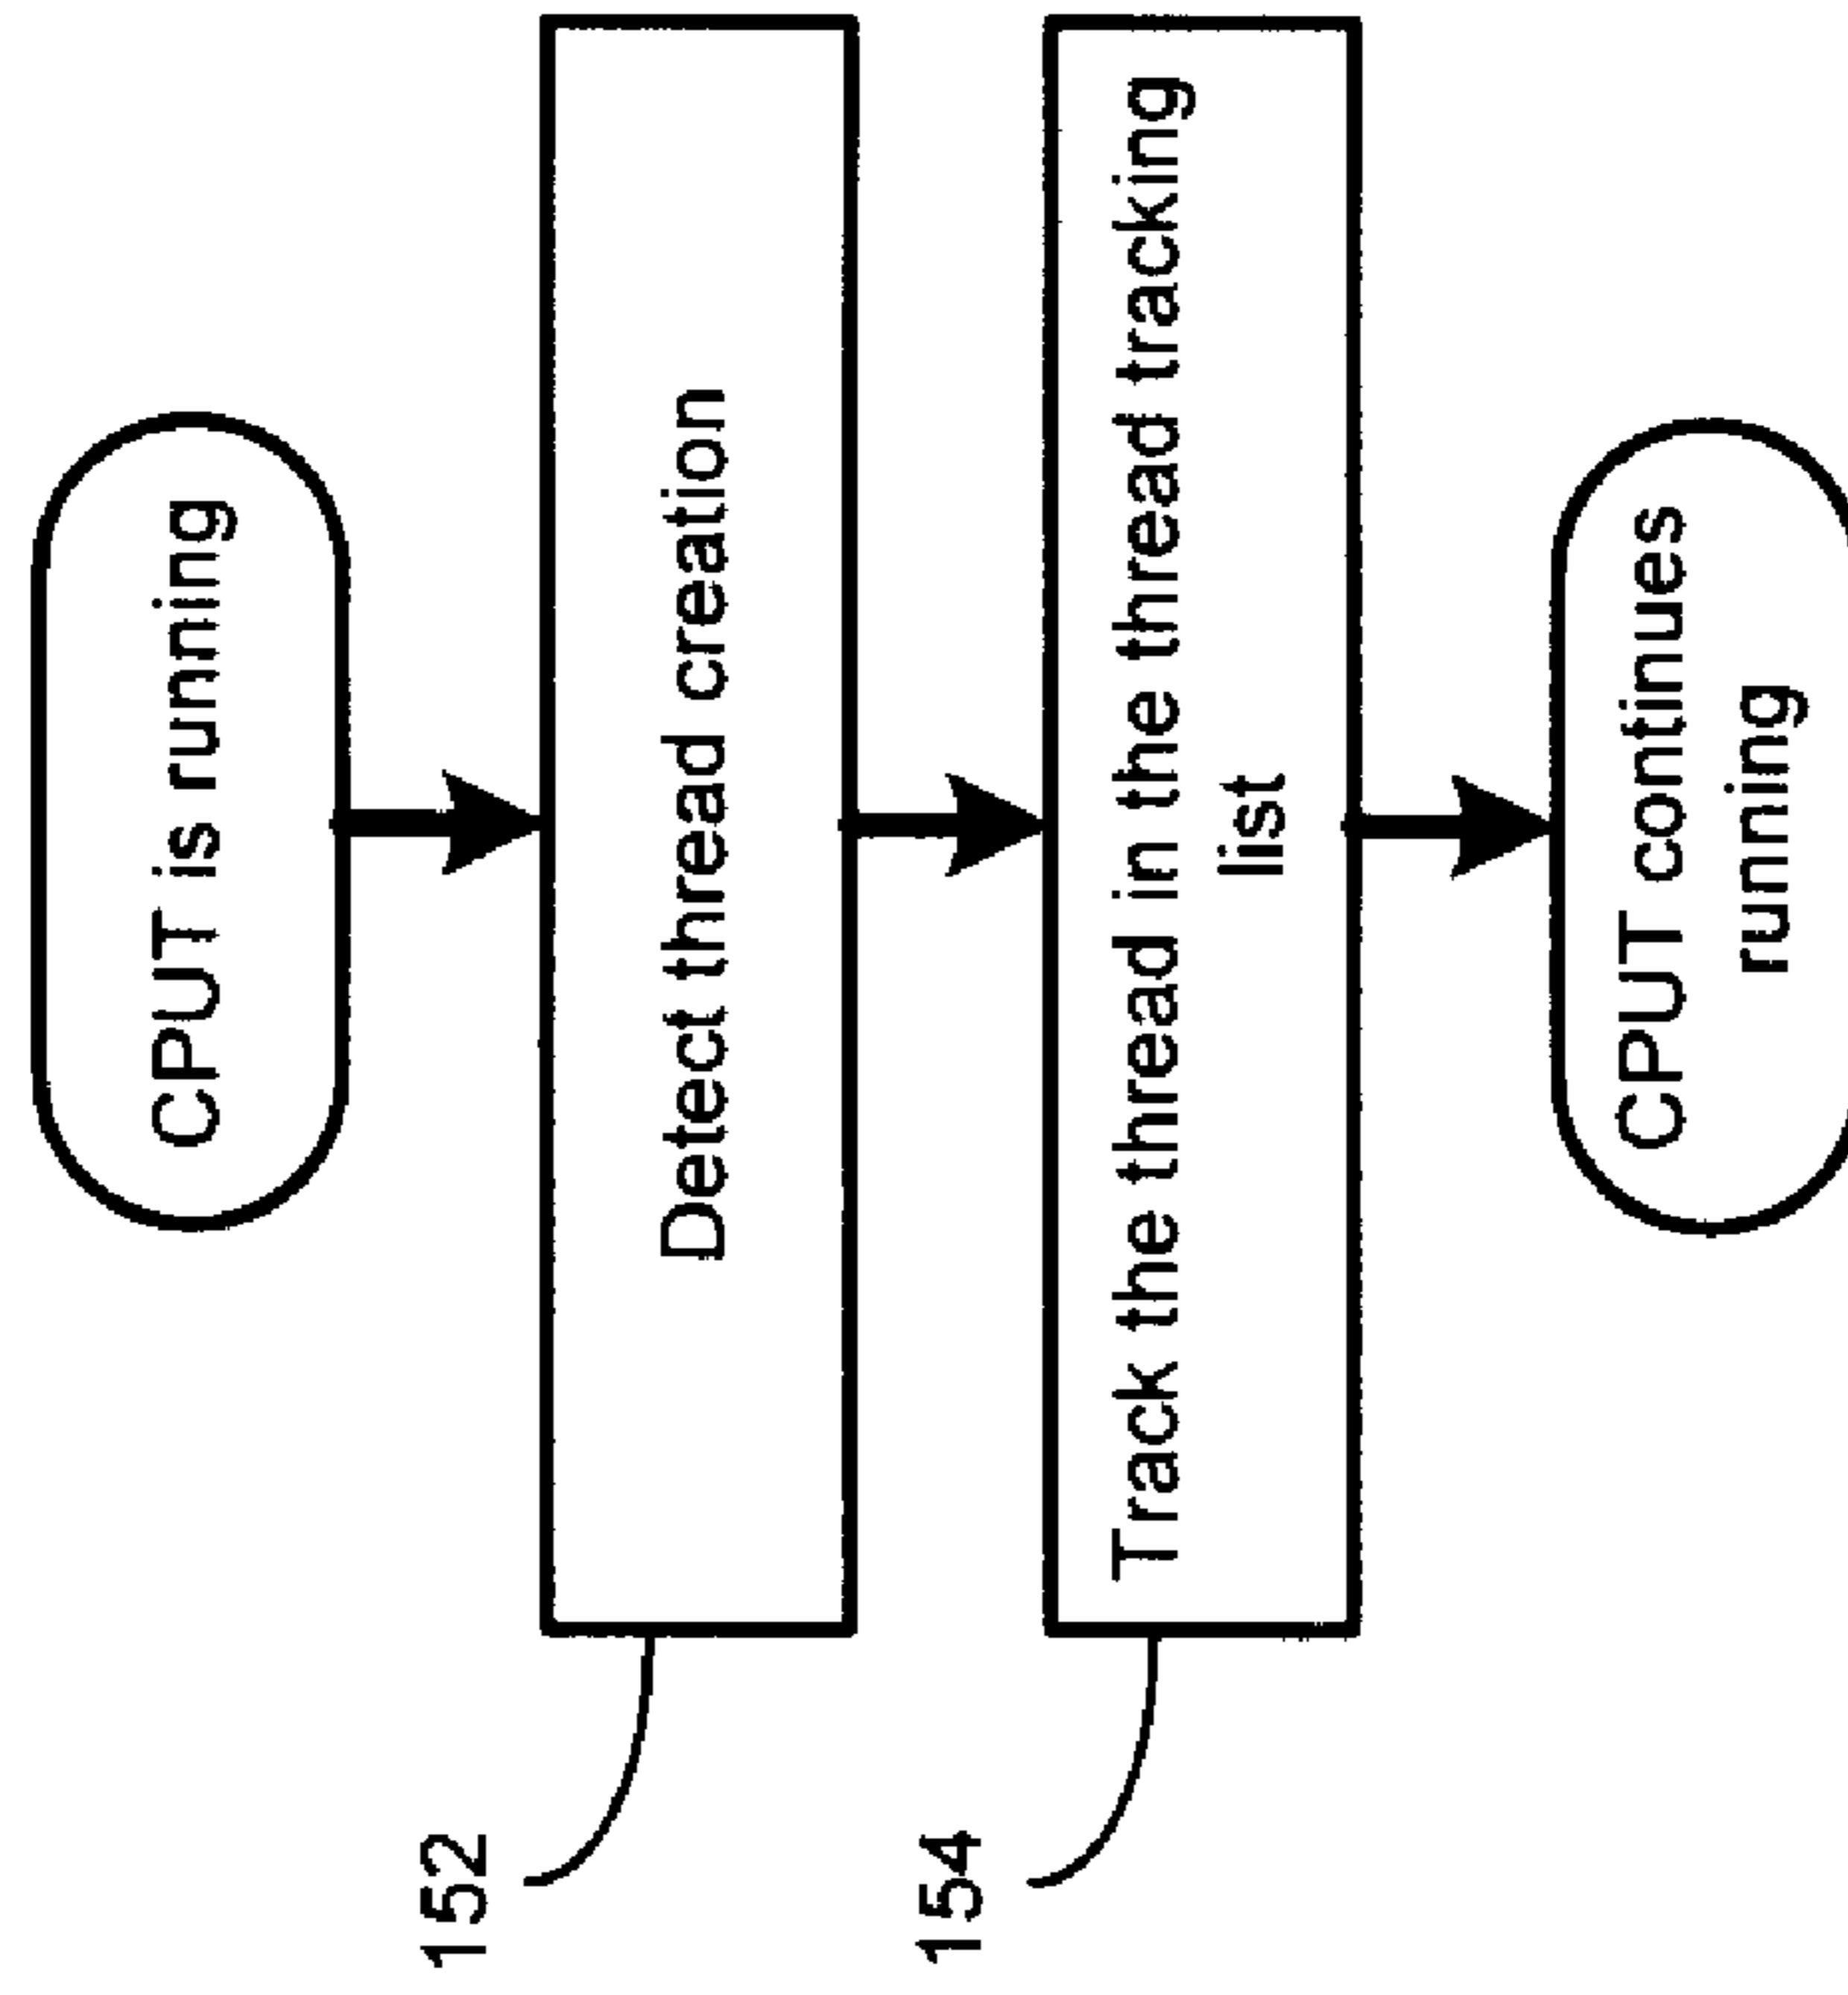 CPUT is running
152
Detect thread creation
154
Track the thread in the thread tracking
list
CPUT continues
running